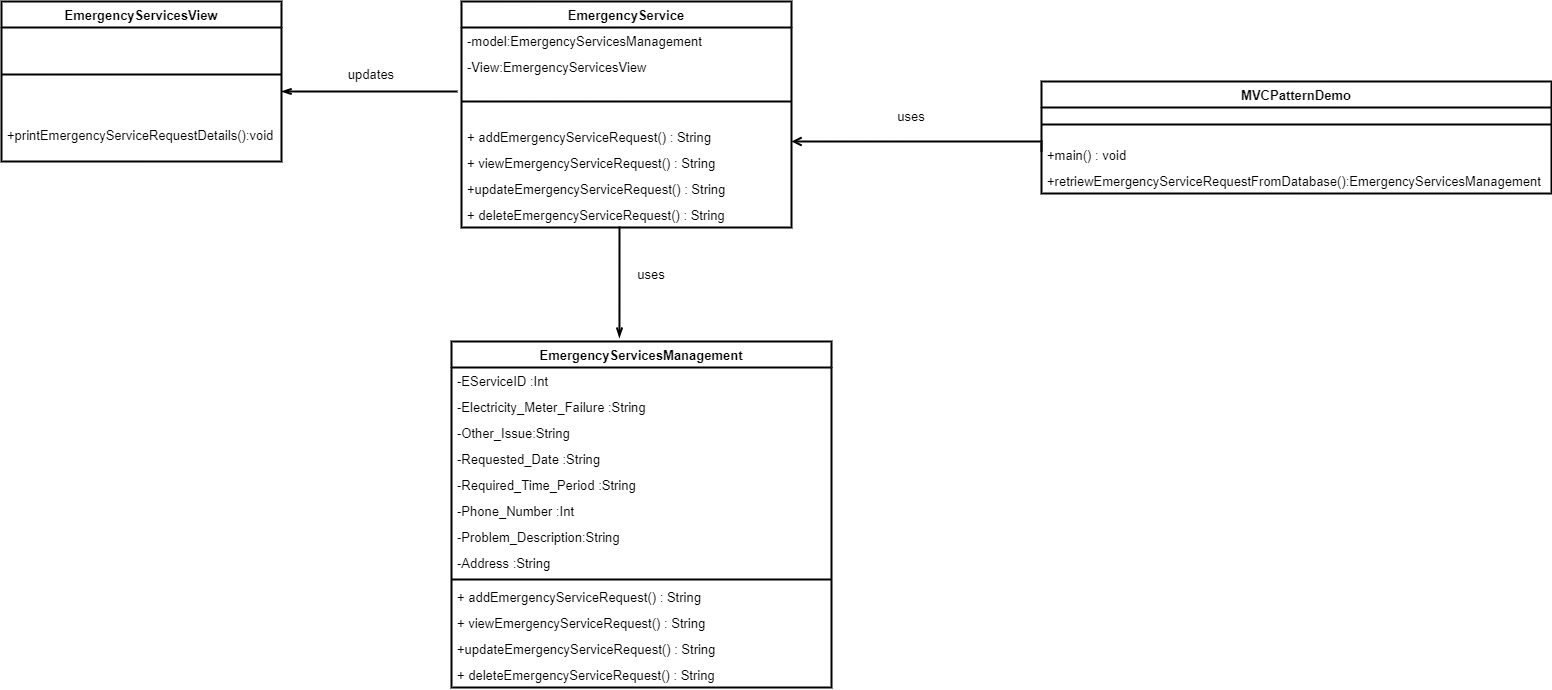 EmergencyServicesView
+printEmergencyServiceRequestDetails():void
updates
EmergencyService
-model:EmergencyServicesManagement
-View:EmergencyServicesView
+ addEmergencyServiceRequest() : String
+ viewEmergencyServiceRequest() : String
+updateEmergencyServiceRequest() : String
+ deleteEmergencyServiceRequest() : String
uses
MVCPatternDemo
+main() : void
+retriewEmergencyServiceRequestFromDatabase():EmergencyServicesManagement
uses
EmergencyServicesManagement
-EServiceID :Int
-Electricity_Meter_Failure :String
-Other_Issue:String
-Requested_Date :String
-Required_Time_Period :String
-Phone_Number :Int
-Problem_Description:String
-Address :String
+ addEmergencyServiceRequest() : String
+ viewEmergencyServiceRequest() : String
+updateEmergencyServiceRequest() : String
+ deleteEmergencyServiceRequest() : String